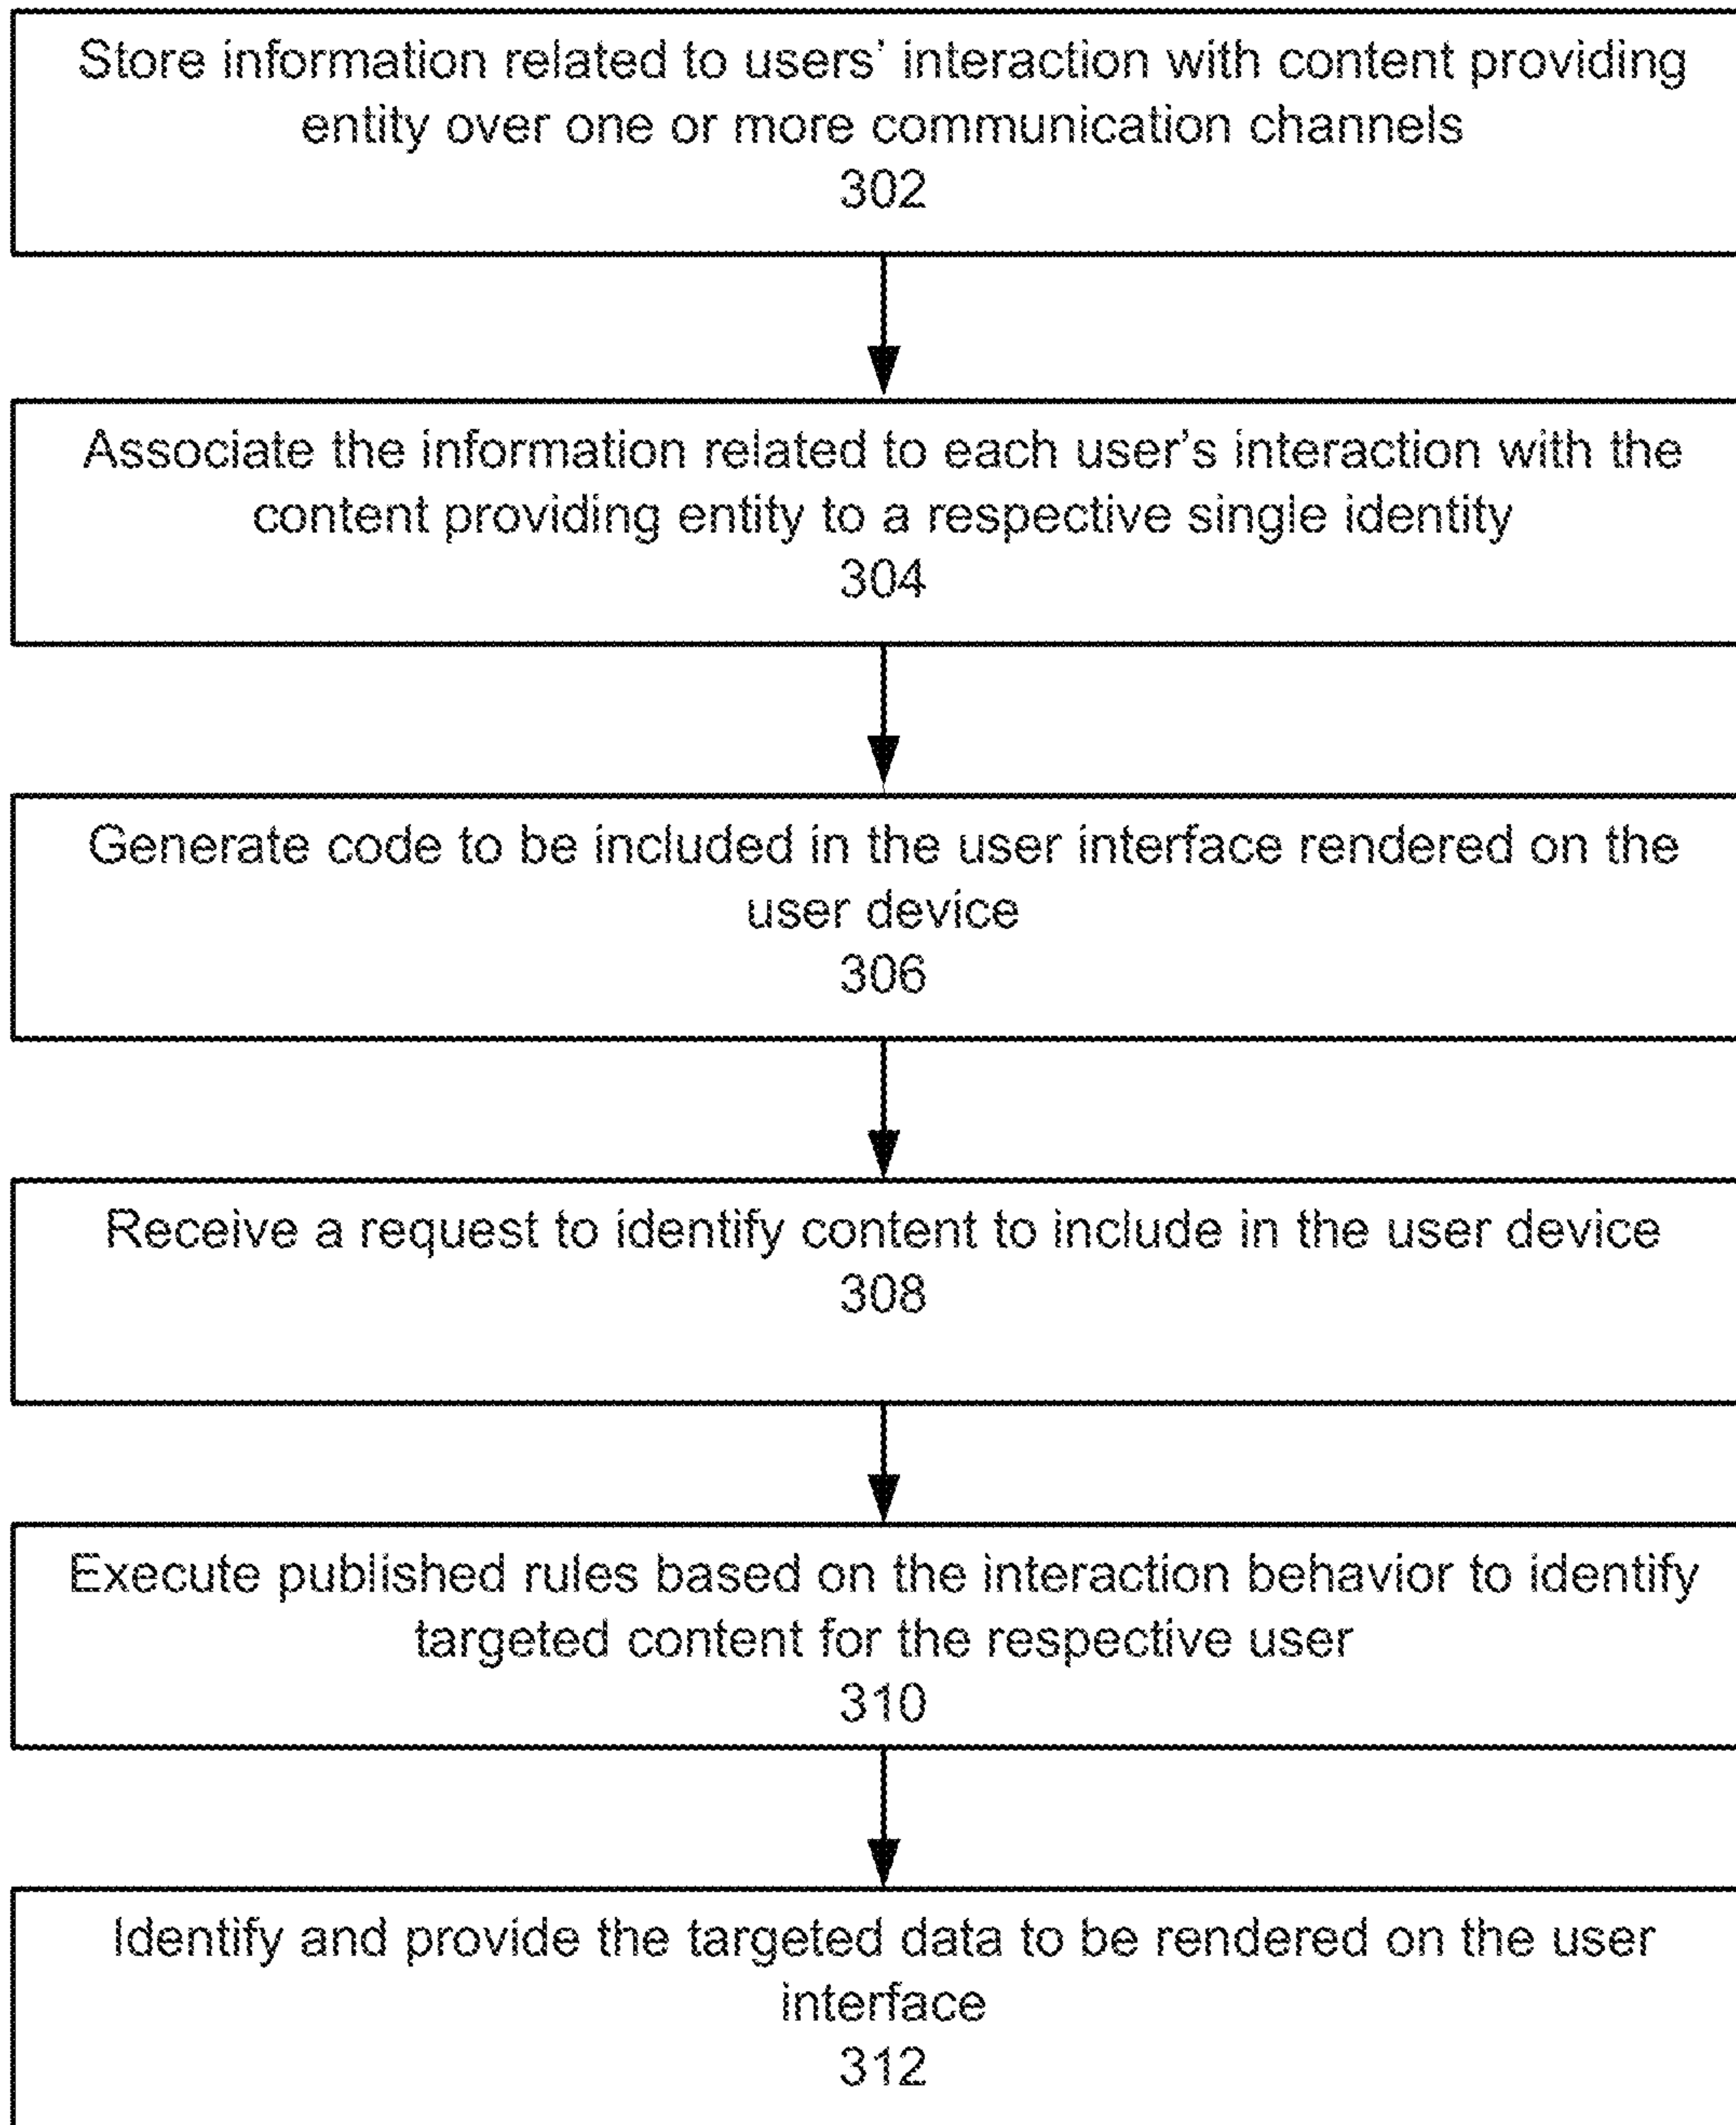 Store information related to users' interaction with content providing
entity over one or more communication channels
302
Associate the information related to each user's interaction with the
content providing entity to a respective single identity
304
Generate code to be included in the user interface rendered on the
user device
306
Receive a request to identify content to include in the user device
308
Execute published rules based on the interaction behavior to identify
targeted content for the respective user
310
Identify and provide the targeted data to be rendered on the user
interface
312